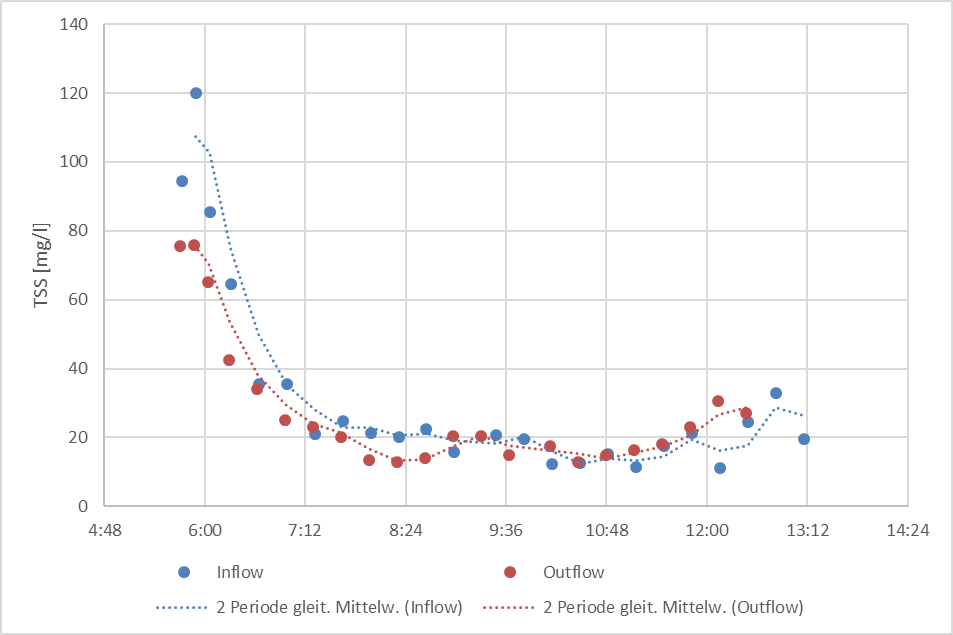 140
120
100
80
60
40
20
0
TSS [mg/l]
4:48 6:00 7:12 8:24 9:36 10:48 12:00 13:12 14:24
Inflow Outflow
2 Periode gleit. Mittelw. (Inflow) 2 Periode gleit. Mittelw. (Outflow)